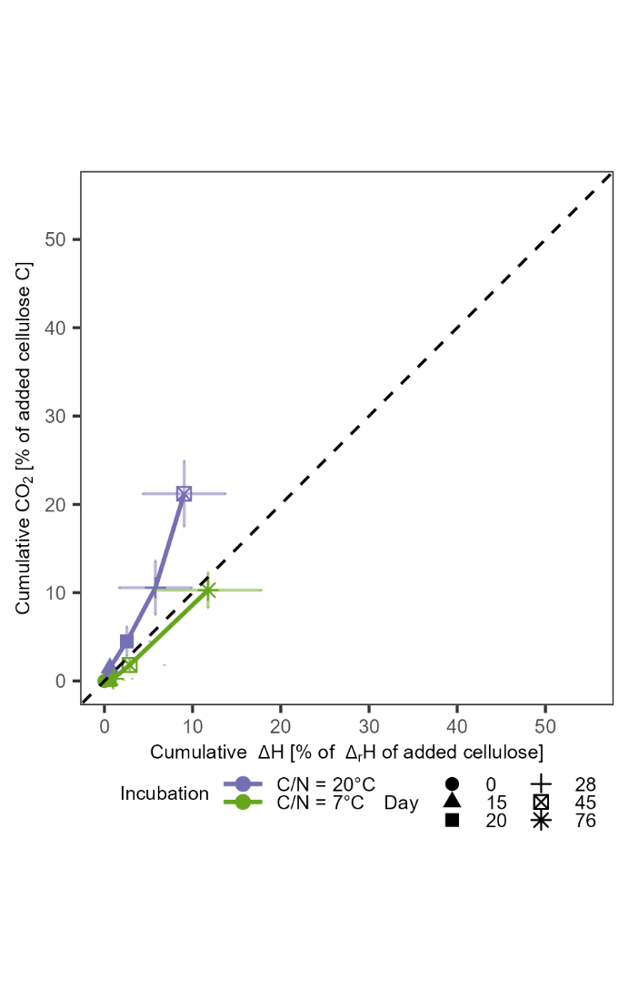 Cumulative CO₂ [% of added cellulose C]
50
40
30
20
10
0
0 10 20 30 40 50
Cumulative ΔH [% of ΔrH of added cellulose]
Incubation
C/N = 20°C
C/N = 7°C
Day
0
15
20
28
45
76